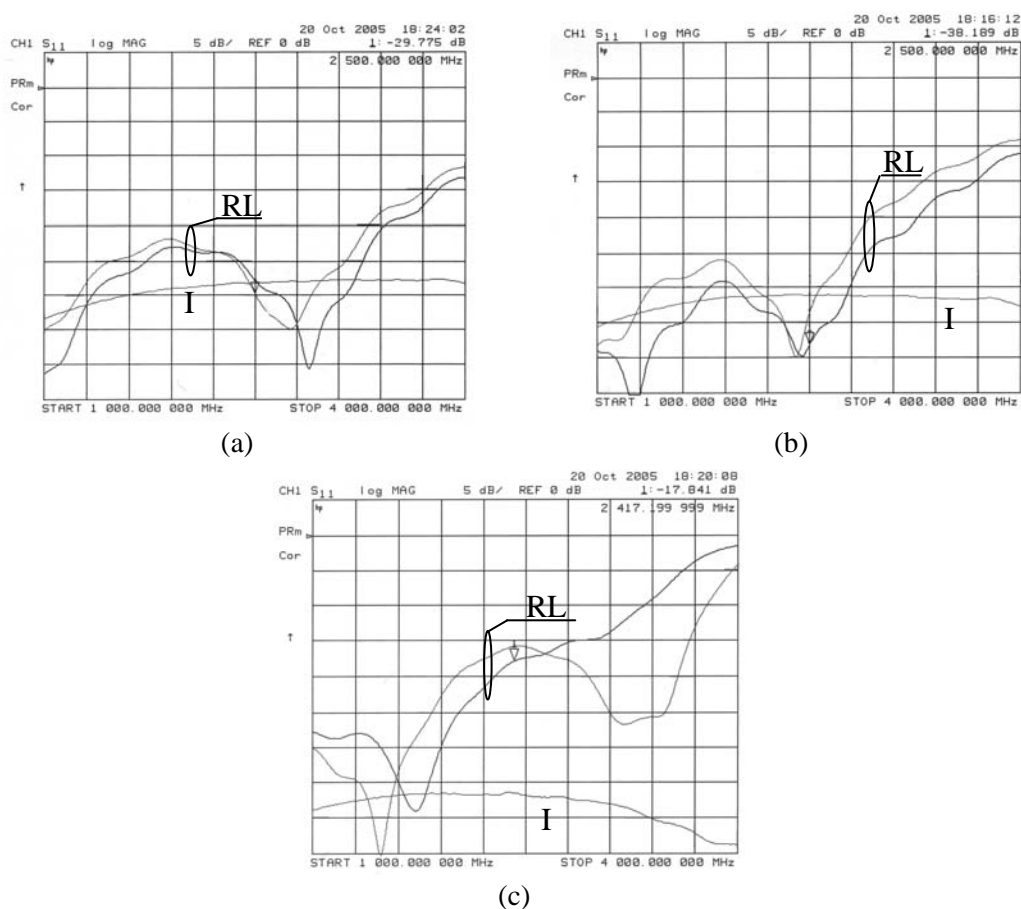 20 Oct 2005 18:24:02
CH1 S11 log MAG 5 dB/ REF 0 dB 1:-29.775 dB
hp 2 500.000 000 MHz
PRm
Cor
↑
RL
I
START 1 000.000 000 MHz STOP 4 000.000 000 MHz
(a)
20 Oct 2005 18:16:12
CH1 S11 log MAG 5 dB/ REF 0 dB 1:-38.189 dB
hp 2 500.000 000 MHz
PRm
Cor
↑
RL
I
START 1 000.000 000 MHz STOP 4 000.000 000 MHz
(b)
20 Oct 2005 18:20:08
CH1 S11 log MAG 5 dB/ REF 0 dB 1:-17.841 dB
hp 2 417.199 999 MHz
PRm
Cor
↑
RL
I
START 1 000.000 000 MHz STOP 4 000.000 000 MHz
(c)